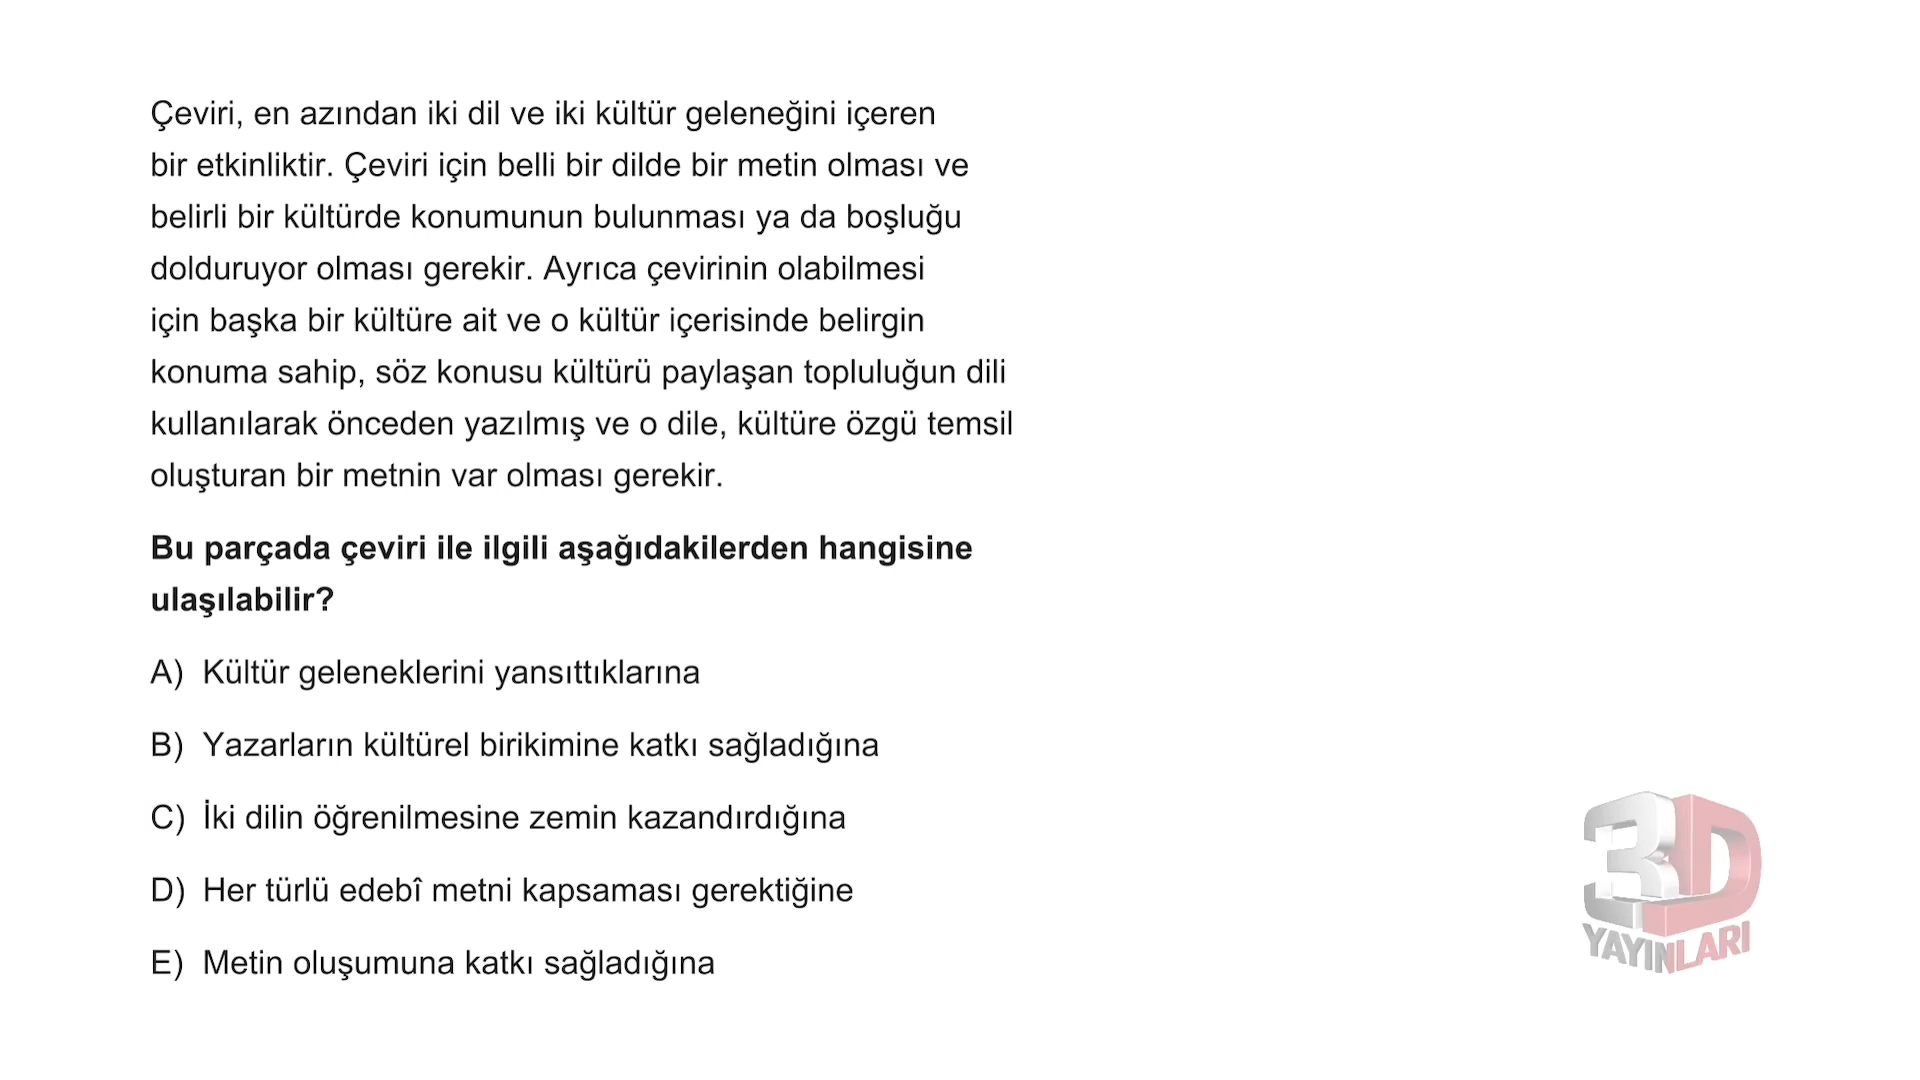 Çeviri, en azından iki dil ve iki kültür geleneğini içeren
bir etkinliktir. Çeviri için belli bir dilde bir metin olması ve
belirli bir kültürde konumunun bulunması ya da boşluğu
dolduruyor olması gerekir. Ayrıca çevirinin olabilmesi
için başka bir kültüre ait ve o kültür içerisinde belirgin
konuma sahip, söz konusu kültürü paylaşan topluluğun dili
kullanılarak önceden yazılmış ve o dile, kültüre özgü temsil
oluşturan bir metnin var olması gerekir.
Bu parçada çeviri ile ilgili aşağıdakilerden hangisine
ulaşılabilir?
A) Kültür geleneklerini yansıttıklarına
B) Yazarların kültürel birikimine katkı sağladığına
C) İki dilin öğrenilmesine zemin kazandırdığına
D) Her türlü edebî metni kapsaması gerektiğine
E) Metin oluşumuna katkı sağladığına
3D
YAYINLARI